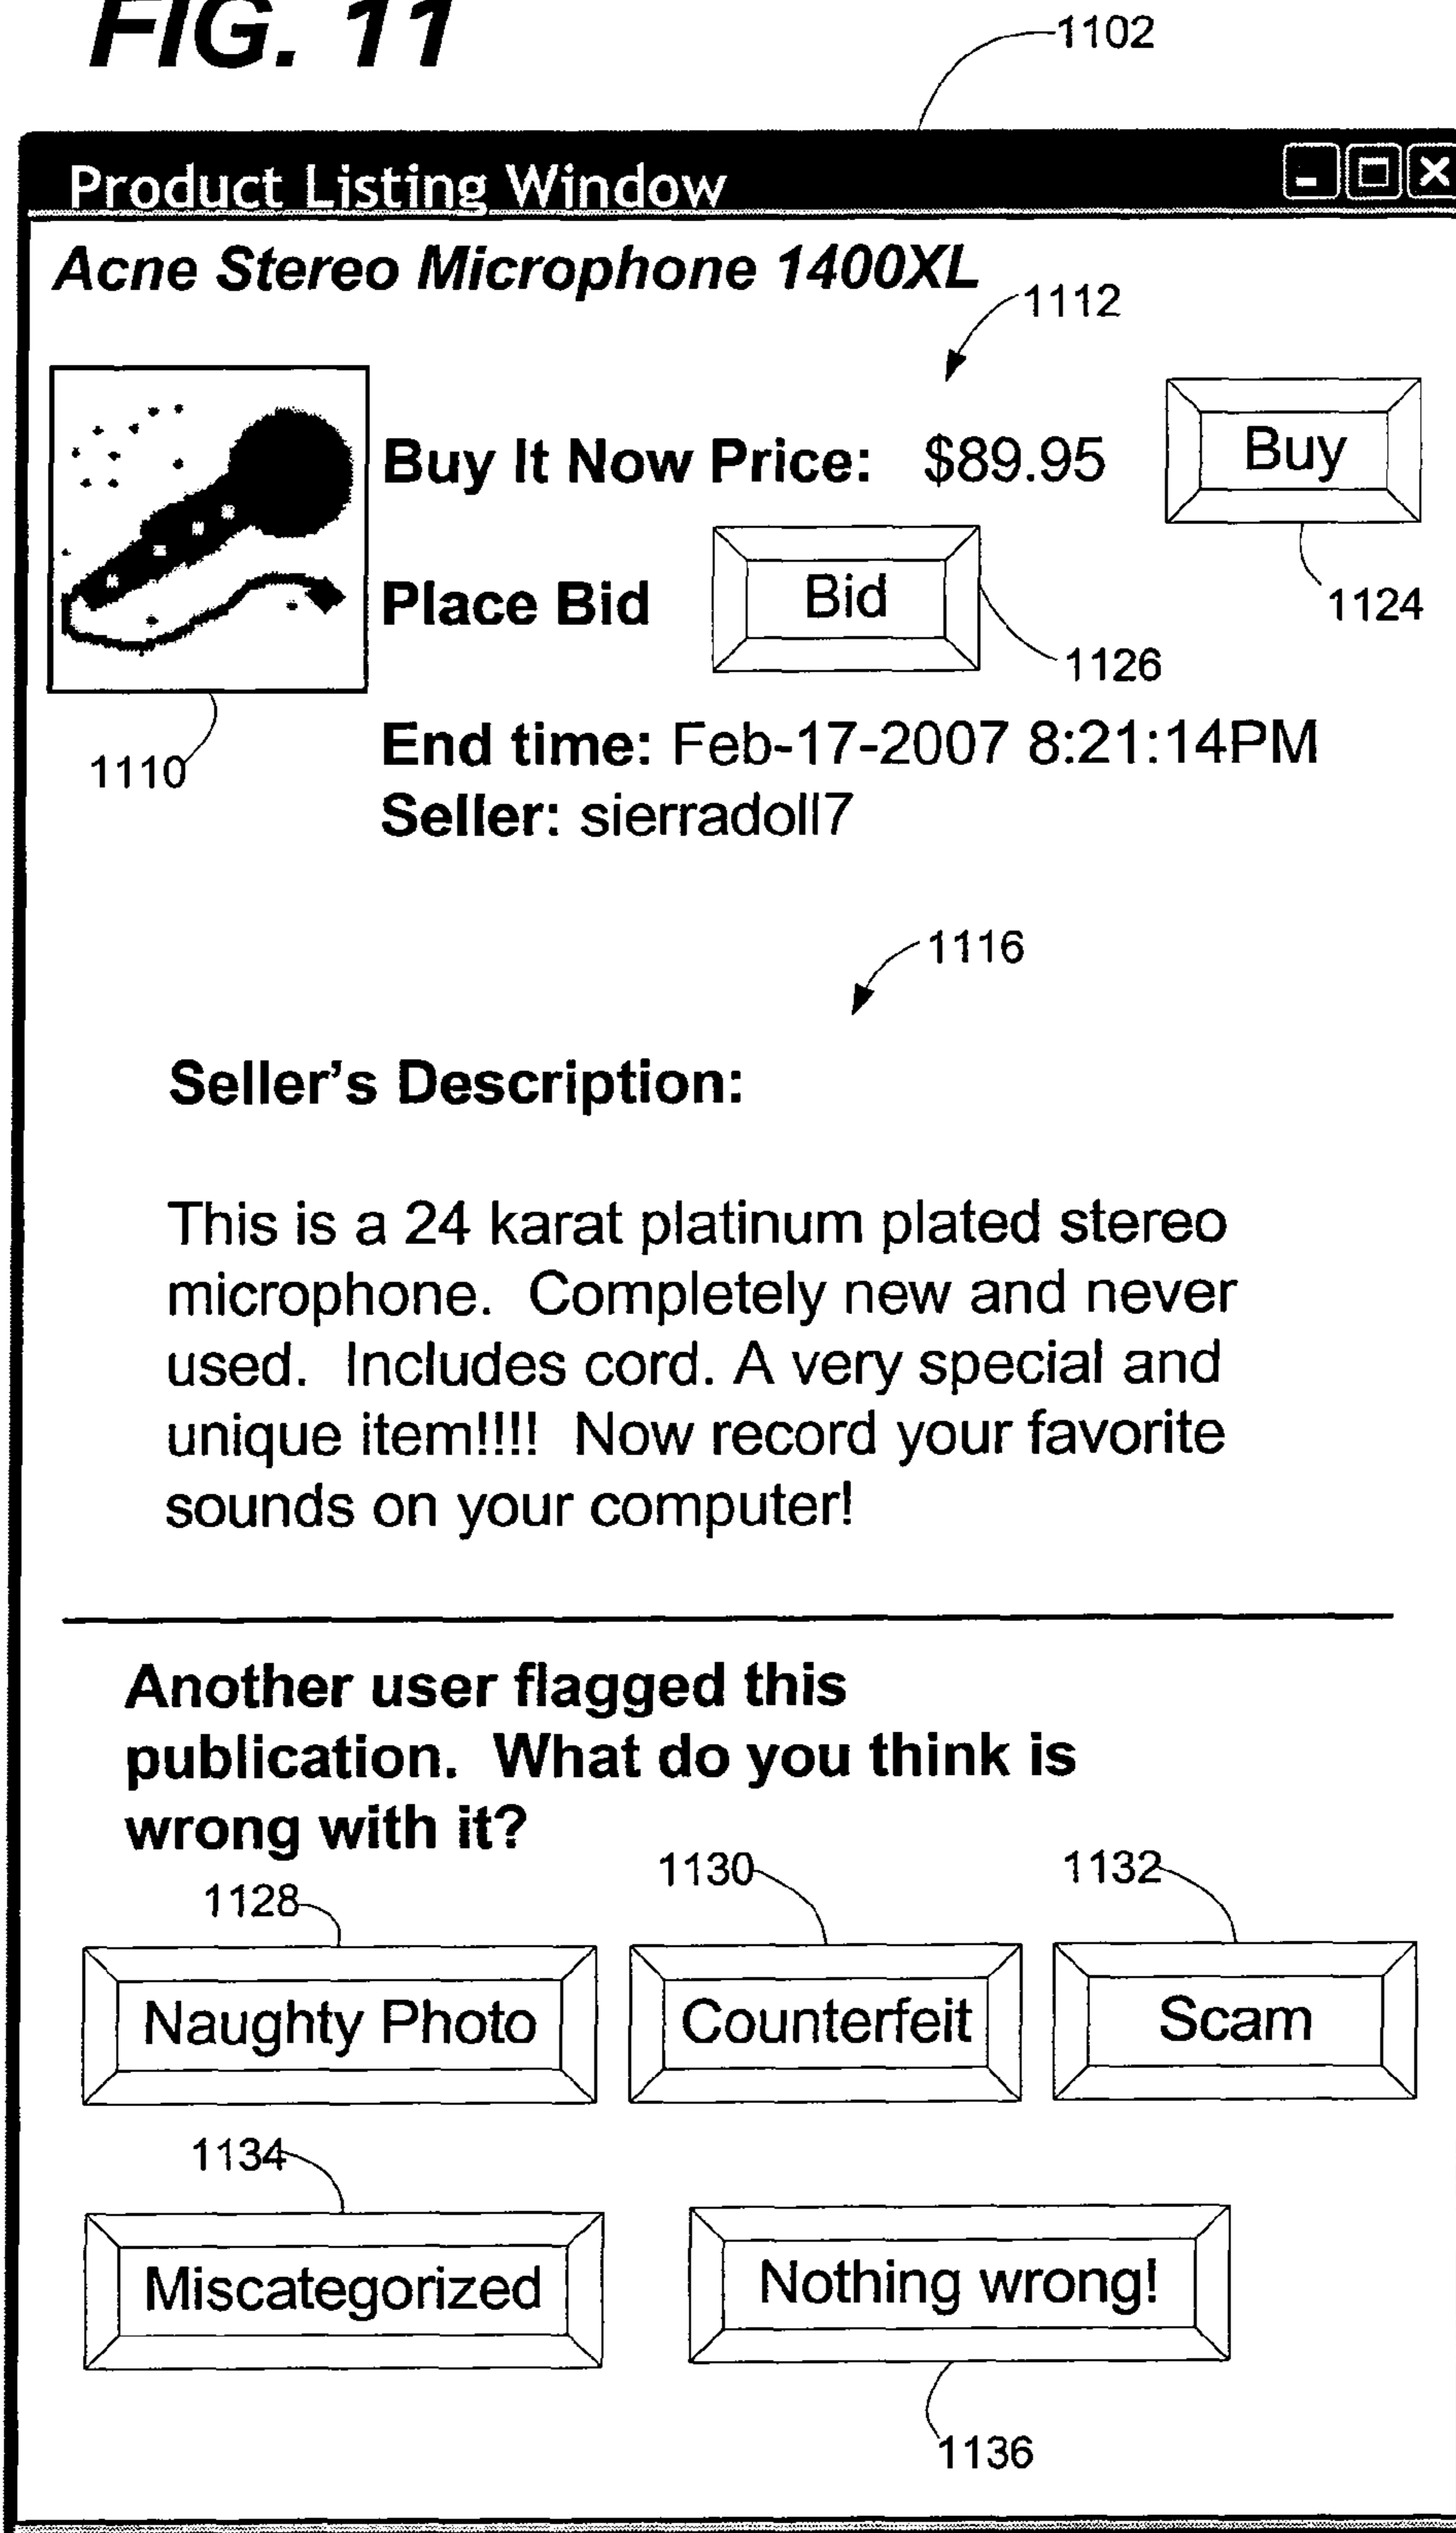 FIG. 11
1102
Product Listing Window
Acne Stereo Microphone 1400XL
1112
Buy It Now Price: $89.95 Buy
Place Bid Bid
1124
1126
1110
End time: Feb-17-2007 8:21:14PM
Seller: sierradoll7
1116
Seller's Description:
This is a 24 karat platinum plated stereo
microphone. Completely new and never
used. Includes cord. A very special and
unique item!!!! Now record your favorite
sounds on your computer!
Another user flagged this
publication. What do you think is
wrong with it?
1128 1130 1132
Naughty Photo Counterfeit Scam
1134
Miscategorized Nothing wrong!
1136